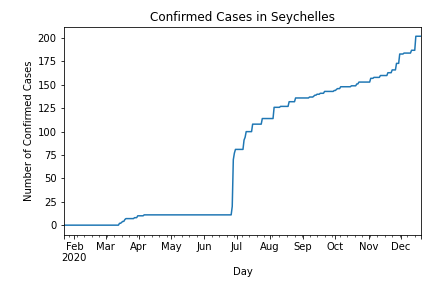 Confirmed Cases in Seychelles
Number of Confirmed Cases
200
175
150
125
100
75
50
25
0
Feb Mar Apr May Jun Jul Aug Sep Oct Nov Dec
2020
Day